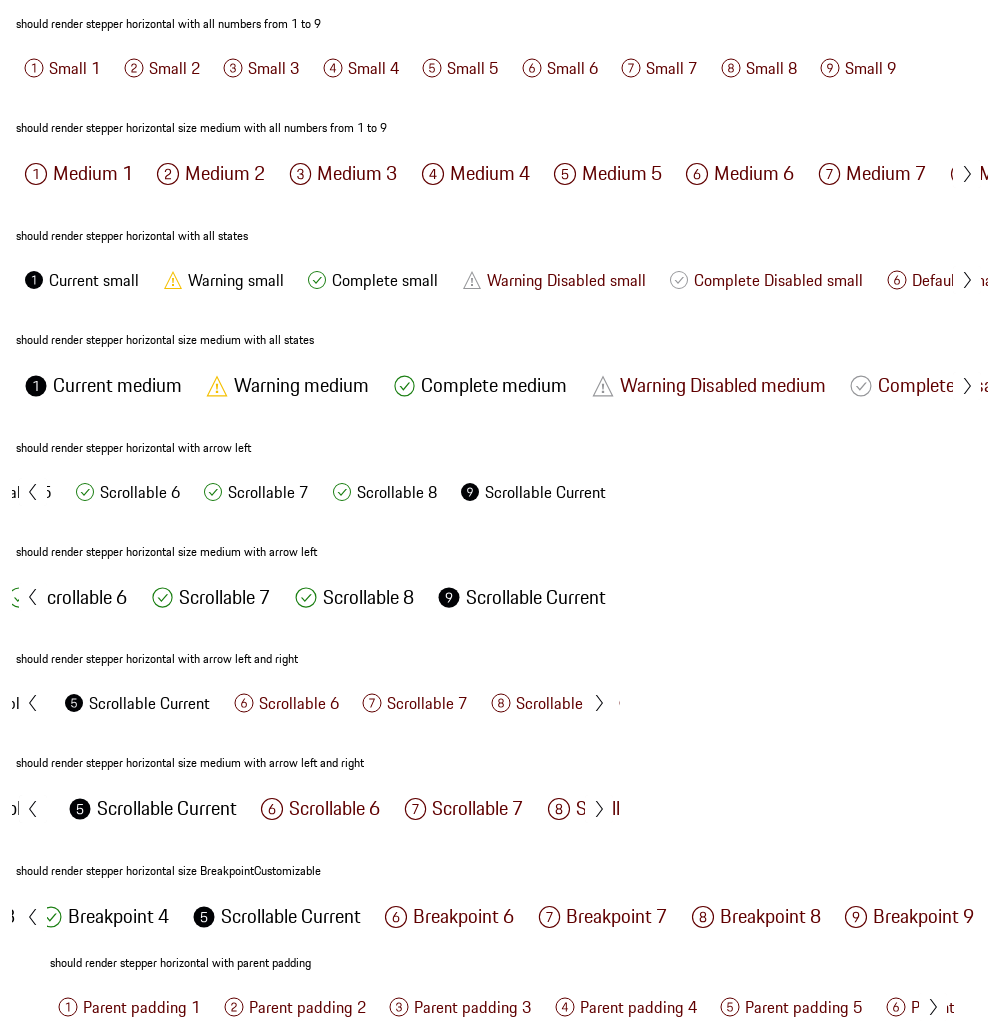 should render stepper horizontal with all numbers from 1 to 9
1 Small 1 2 Small 2 3 Small 3 4 Small 4 5 Small 5 6 Small 6 7 Small 7 8 Small 8 9 Small 9
should render stepper horizontal size medium with all numbers from 1 to 9
1 Medium 1 2 Medium 2 3 Medium 3 4 Medium 4 5 Medium 5 6 Medium 6 7 Medium 7 M
should render stepper horizontal with all states
1 Current small Warning small Complete small Warning Disabled small Complete Disabled small 6 Defaul
should render stepper horizontal size medium with all states
1 Current medium Warning medium Complete medium Warning Disabled medium Complete
should render stepper horizontal with arrow left
5 Scrollable 6 Scrollable 7 Scrollable 8 9 Scrollable Current
should render stepper horizontal size medium with arrow left
crollable 6 Scrollable 7 Scrollable 8 9 Scrollable Current
should render stepper horizontal with arrow left and right
5 Scrollable Current 6 Scrollable 6 7 Scrollable 7 8 Scrollable
should render stepper horizontal size medium with arrow left and right
5 Scrollable Current 6 Scrollable 6 7 Scrollable 7 8 S ll
should render stepper horizontal size BreakpointCustomizable
Breakpoint 4 5 Scrollable Current 6 Breakpoint 6 7 Breakpoint 7 8 Breakpoint 8 9 Breakpoint 9
should render stepper horizontal with parent padding
1 Parent padding 1 2 Parent padding 2 3 Parent padding 3 4 Parent padding 4 5 Parent padding 5 6 P nt